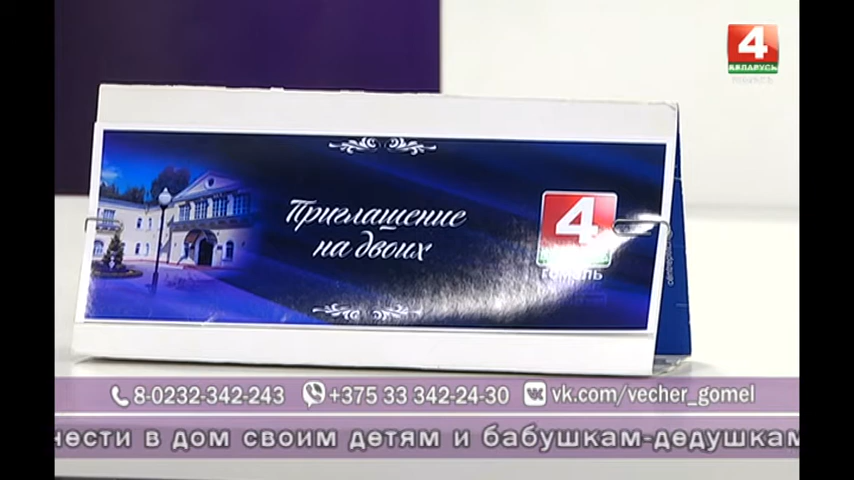 4
БЕЛАРУСЬ
Приглашение
на двоих
4
8-0232-342-243 +375 33 342-24-30 vk.com/vecher_gomel
нести в дом своим детям и бабушкам-дедушкам